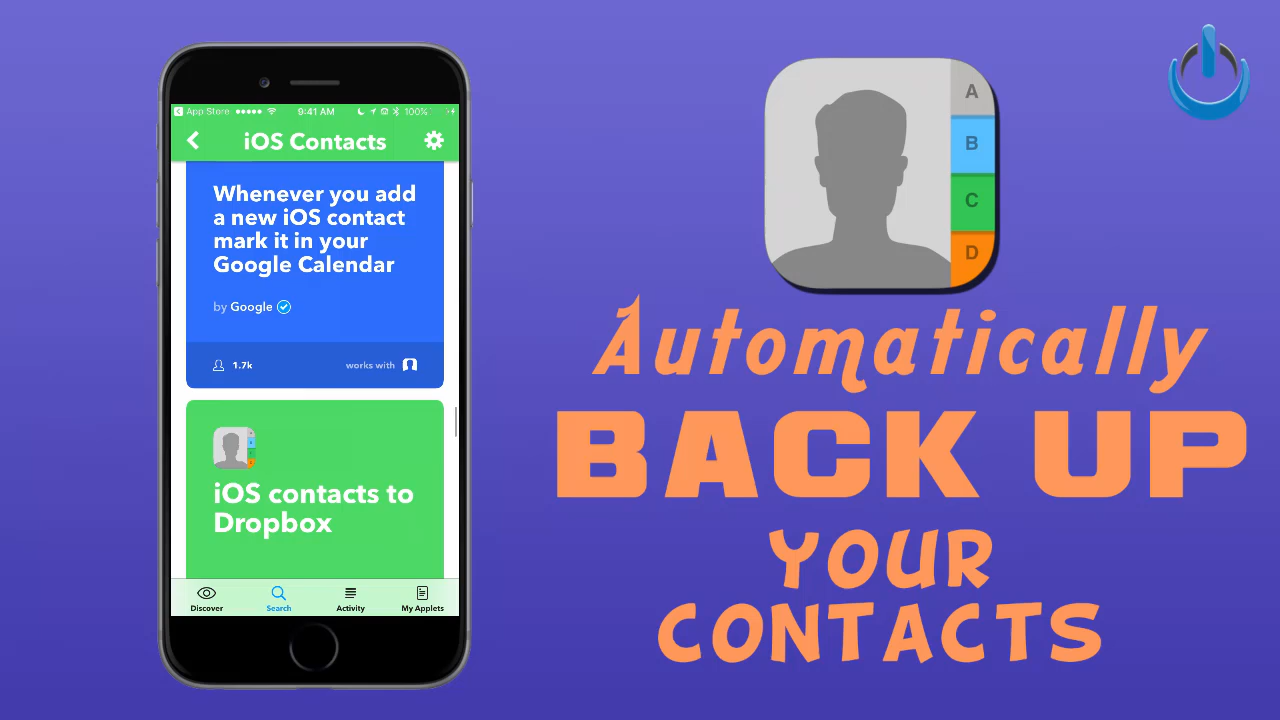 App Store 9:41 AM 100%
iOS Contacts
Whenever you add
a new iOS contact
mark it in your
Google Calendar
by Google
1.7k works with
iOS contacts to
Dropbox
Discover Search Activity My Applets
A
B
C
D
Automatically
BACK UP
YOUR
CONTACTS